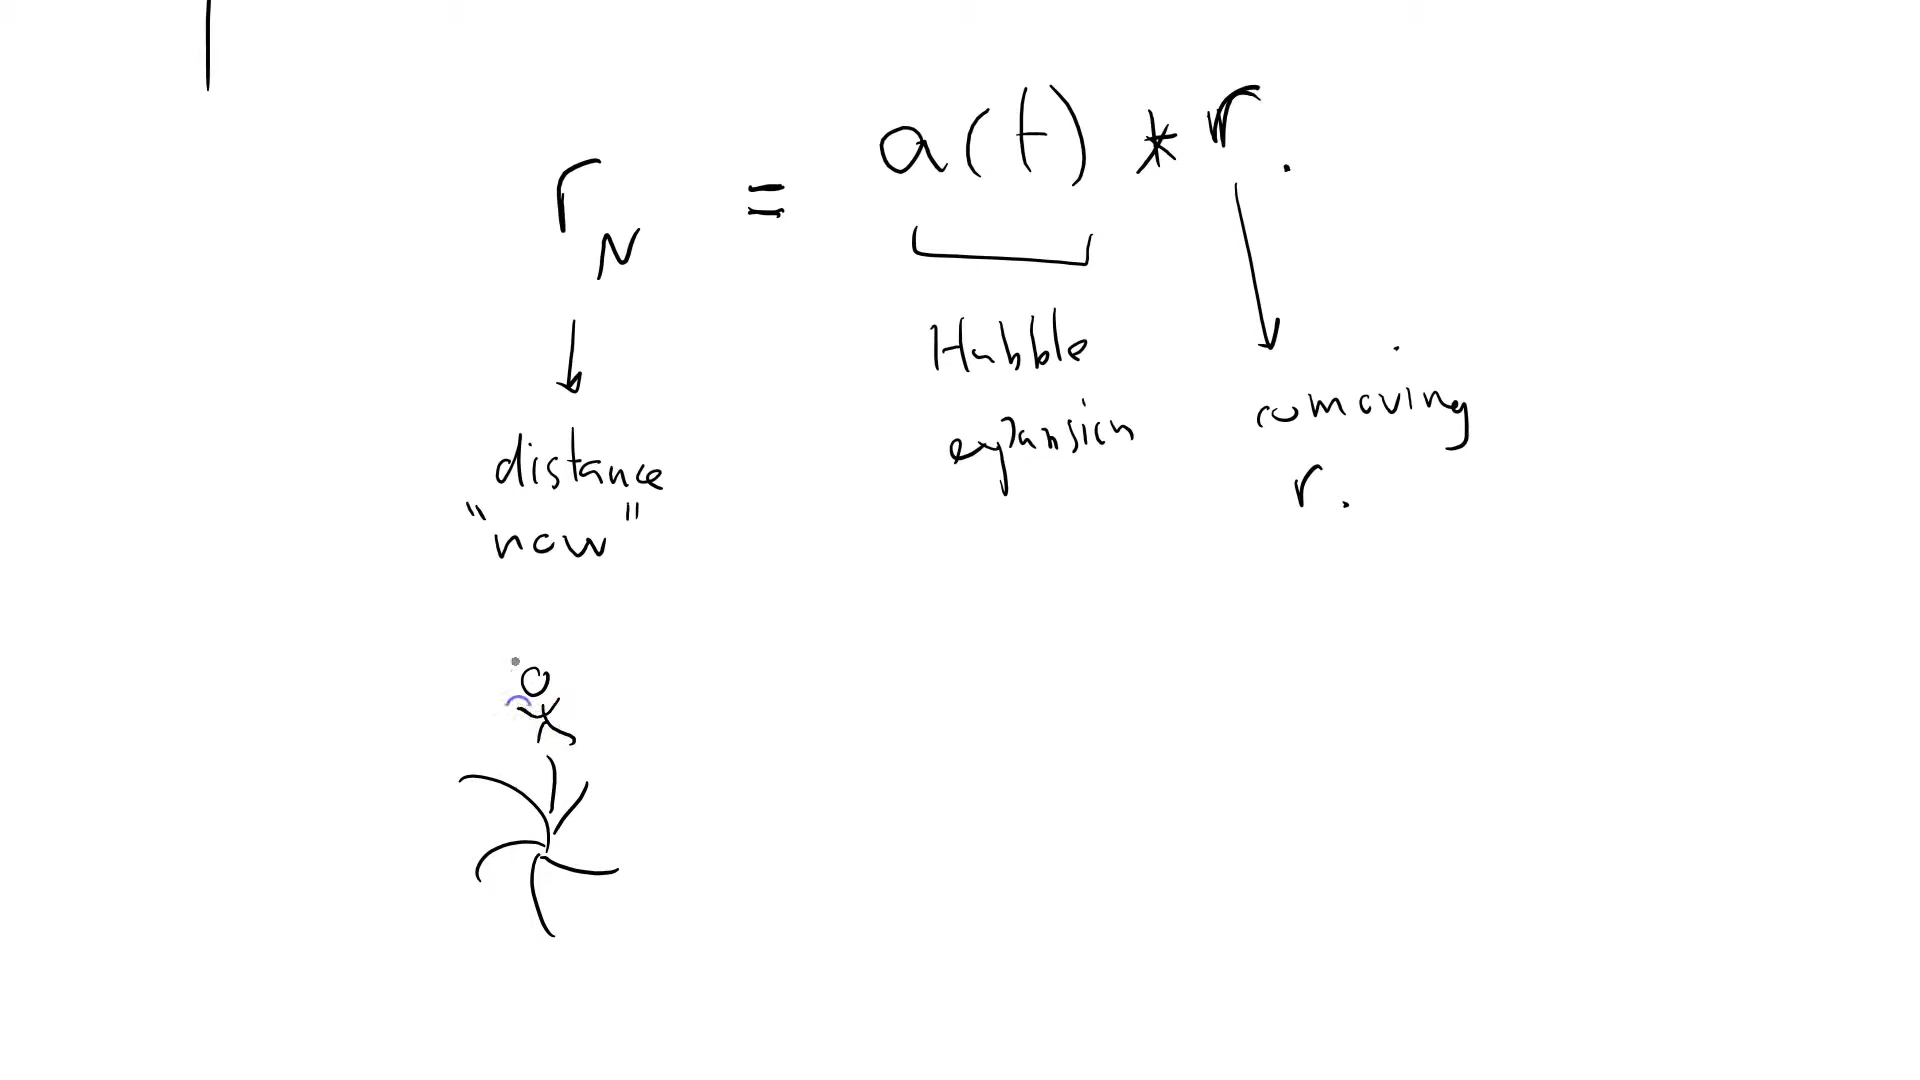 r_N = a(t) * r.
distance
"now"
Hubble
expansion
comoving
r.